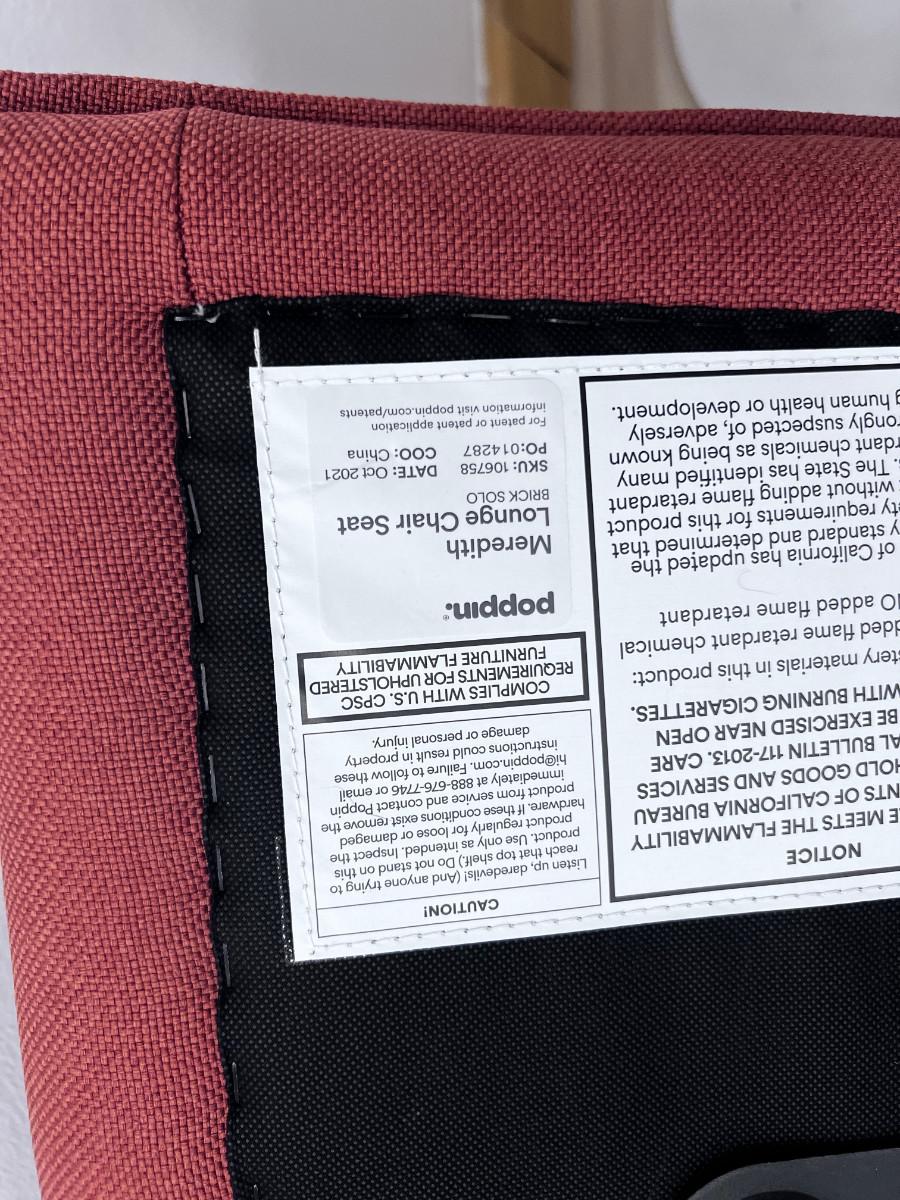 NOTICE
E MEETS THE FLAMMABILITY
NTS OF CALIFORNIA BUREAU
HOLD GOODS AND SERVICES
AL BULLETIN 117-2013. CARE
BE EXERCISED NEAR OPEN
WITH BURNING CIGARETTES.
stery materials in this product:
dded flame retardant chemical
NO added flame retardant
of California has updated the
y standard and determined that
ety requirements for this product
without adding flame retardant
. The State has identified many
rdant chemicals as being known
rongly suspected of, adversely
g human health or development.
CAUTION!
Listen up, daredevils! (And anyone trying to
reach that top shelf.) Do not stand on this
product. Use only as intended. Inspect the
product regularly for loose or damaged
hardware. If these conditions exist remove the
product from service and contact Poppin
immediately at 888-676-7746 or email
hi@poppin.com. Failure to follow these
instructions could result in property
damage or personal injury.
COMPLIES WITH U.S. CPSC
REQUIREMENTS FOR UPHOLSTERED
FURNITURE FLAMMABILITY
poppin.®
Meredith
Lounge Chair Seat
BRICK SOLO
SKU: 106758 DATE: Oct 2021
PO:014287 COO: China
For patent or patent application
information visit poppin.com/patents